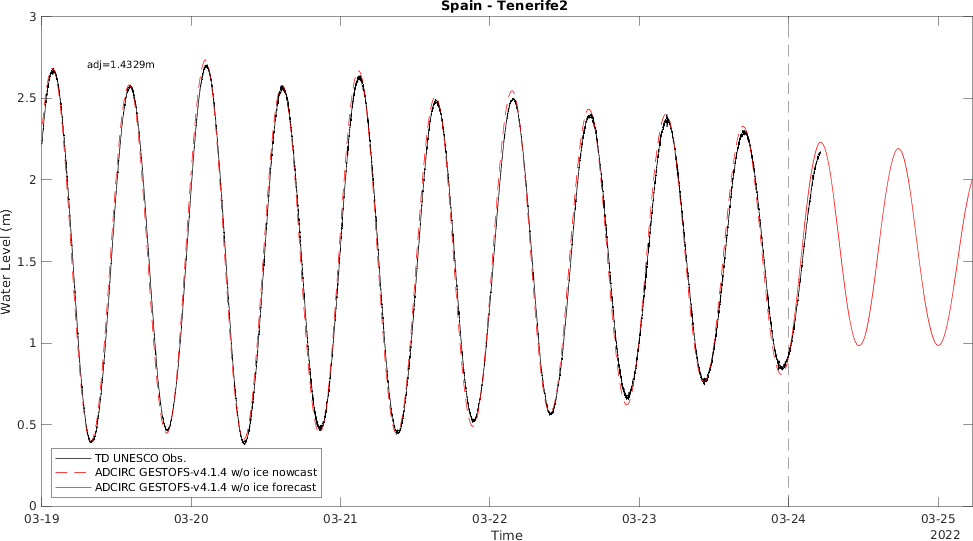 Spain - Tenerife2
3
adj=1.4329m
2.5
2
1.5
1
0.5
0
Water Level (m)
TD UNESCO Obs.
ADCIRC GESTOFS-v4.1.4 w/o ice nowcast
ADCIRC GESTOFS-v4.1.4 w/o ice forecast
03-19 03-20 03-21 03-22 03-23 03-24 03-25
Time
2022